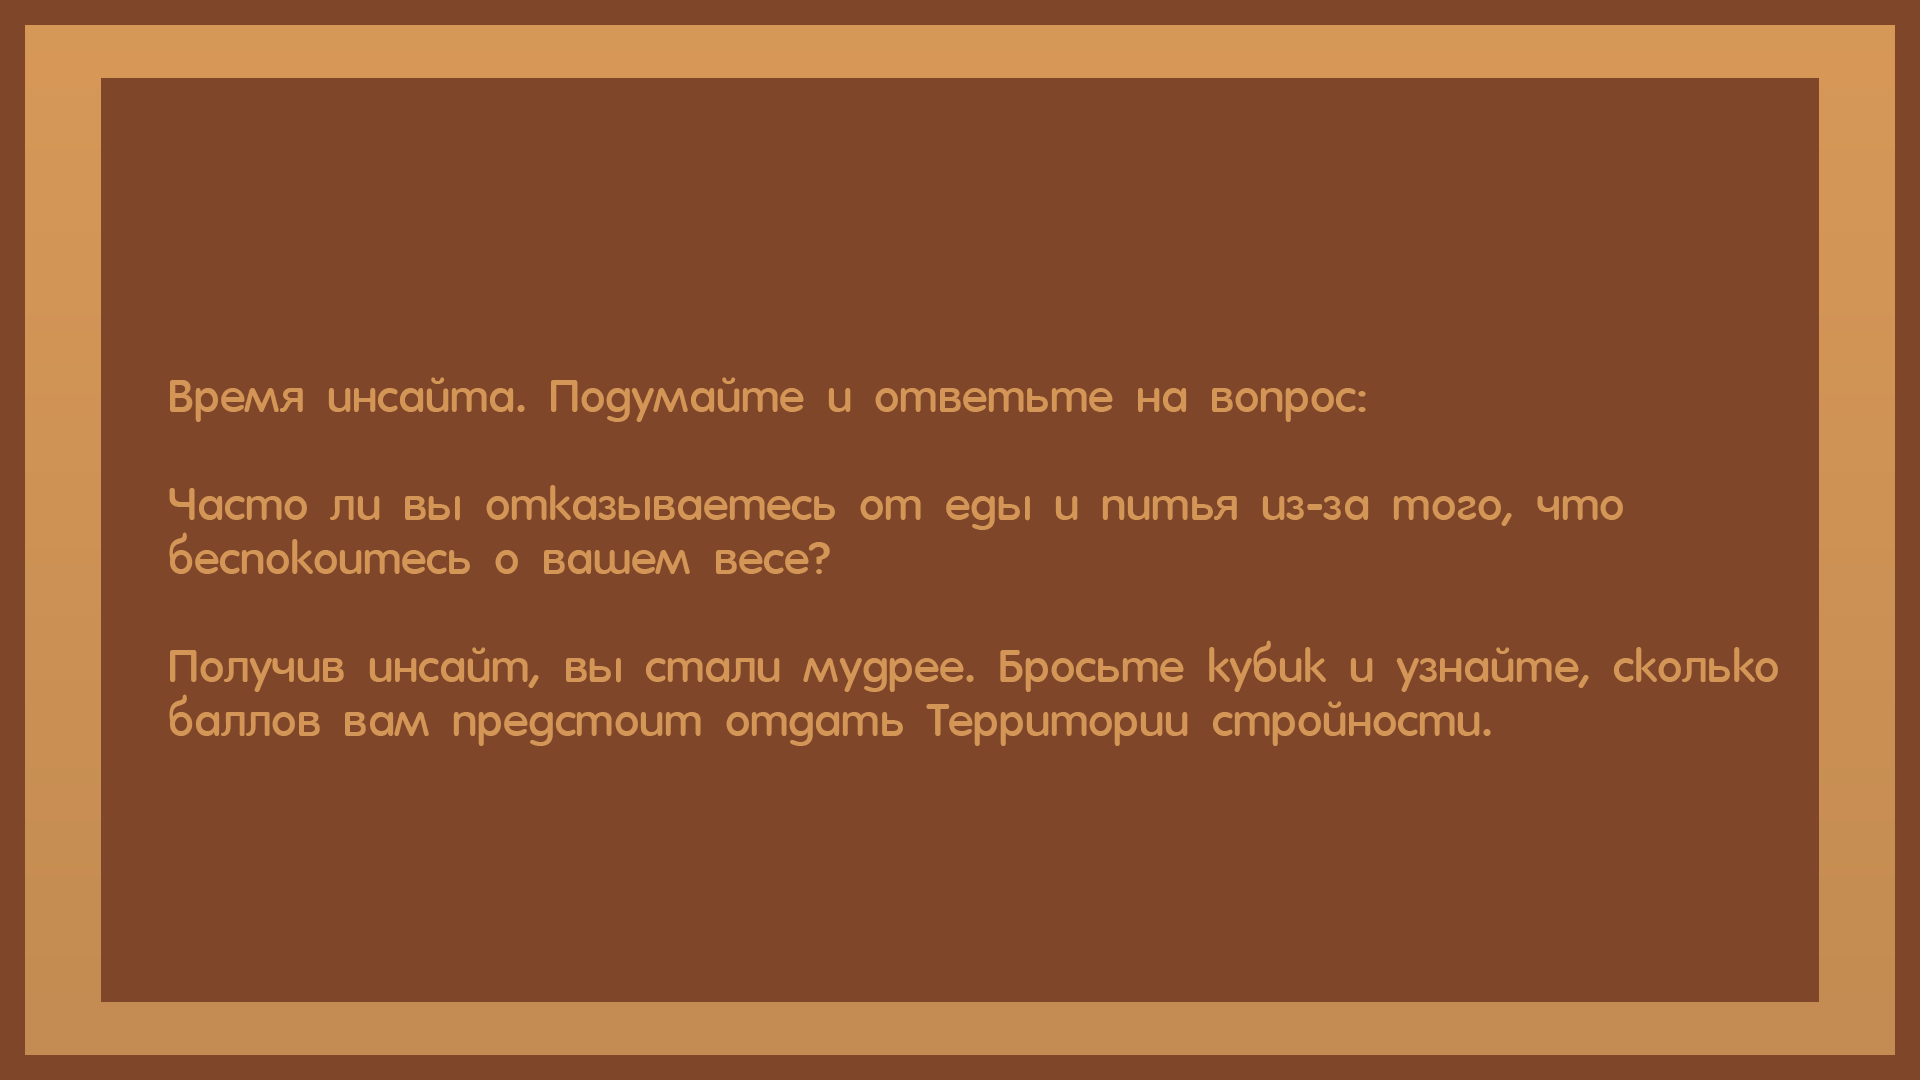 Время инсайта. Подумайте и ответьте на вопрос:
Часто ли вы отказываетесь от еды и питья из-за того, что
беспокоитесь о вашем весе?
Получив инсайт, вы стали мудрее. Бросьте кубик и узнайте, сколько
баллов вам предстоит отдать Территории стройности.